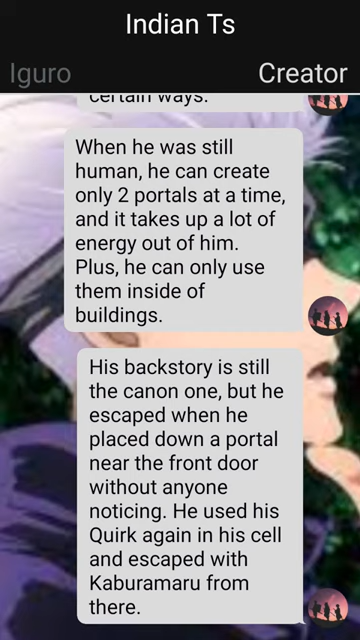 Indian Ts
Iguro
Creator
certain ways.
When he was still
human, he can create
only 2 portals at a time,
and it takes up a lot of
energy out of him.
Plus, he can only use
them inside of
buildings.
His backstory is still
the canon one, but he
escaped when he
placed down a portal
near the front door
without anyone
noticing. He used his
Quirk again in his cell
and escaped with
Kaburamaru from
there.